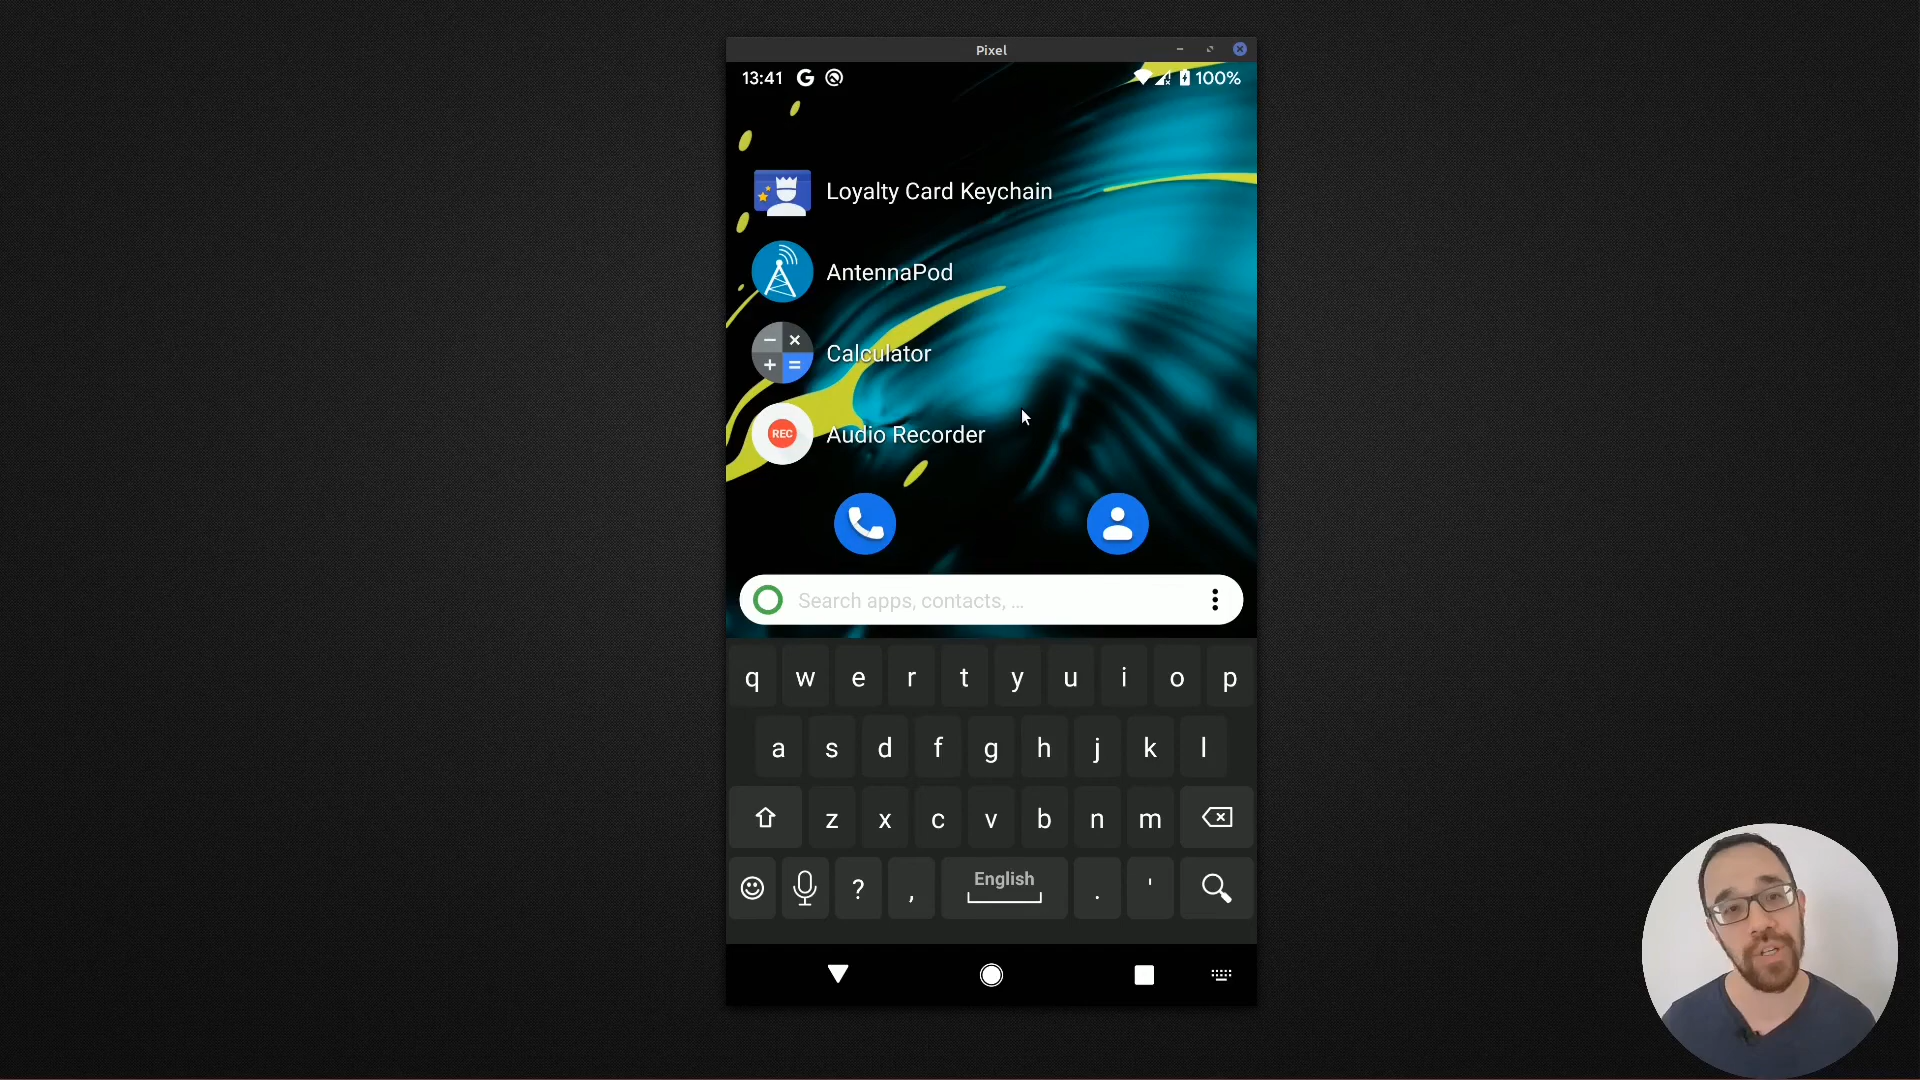 Pixel
13:41 G 100%
Loyalty Card Keychain
AntennaPod
− ×
+ =
Calculator
REC
Audio Recorder
Search apps, contacts, ...
q w e r t y u i o p
a s d f g h j k l
z x c v b n m
? , English . '